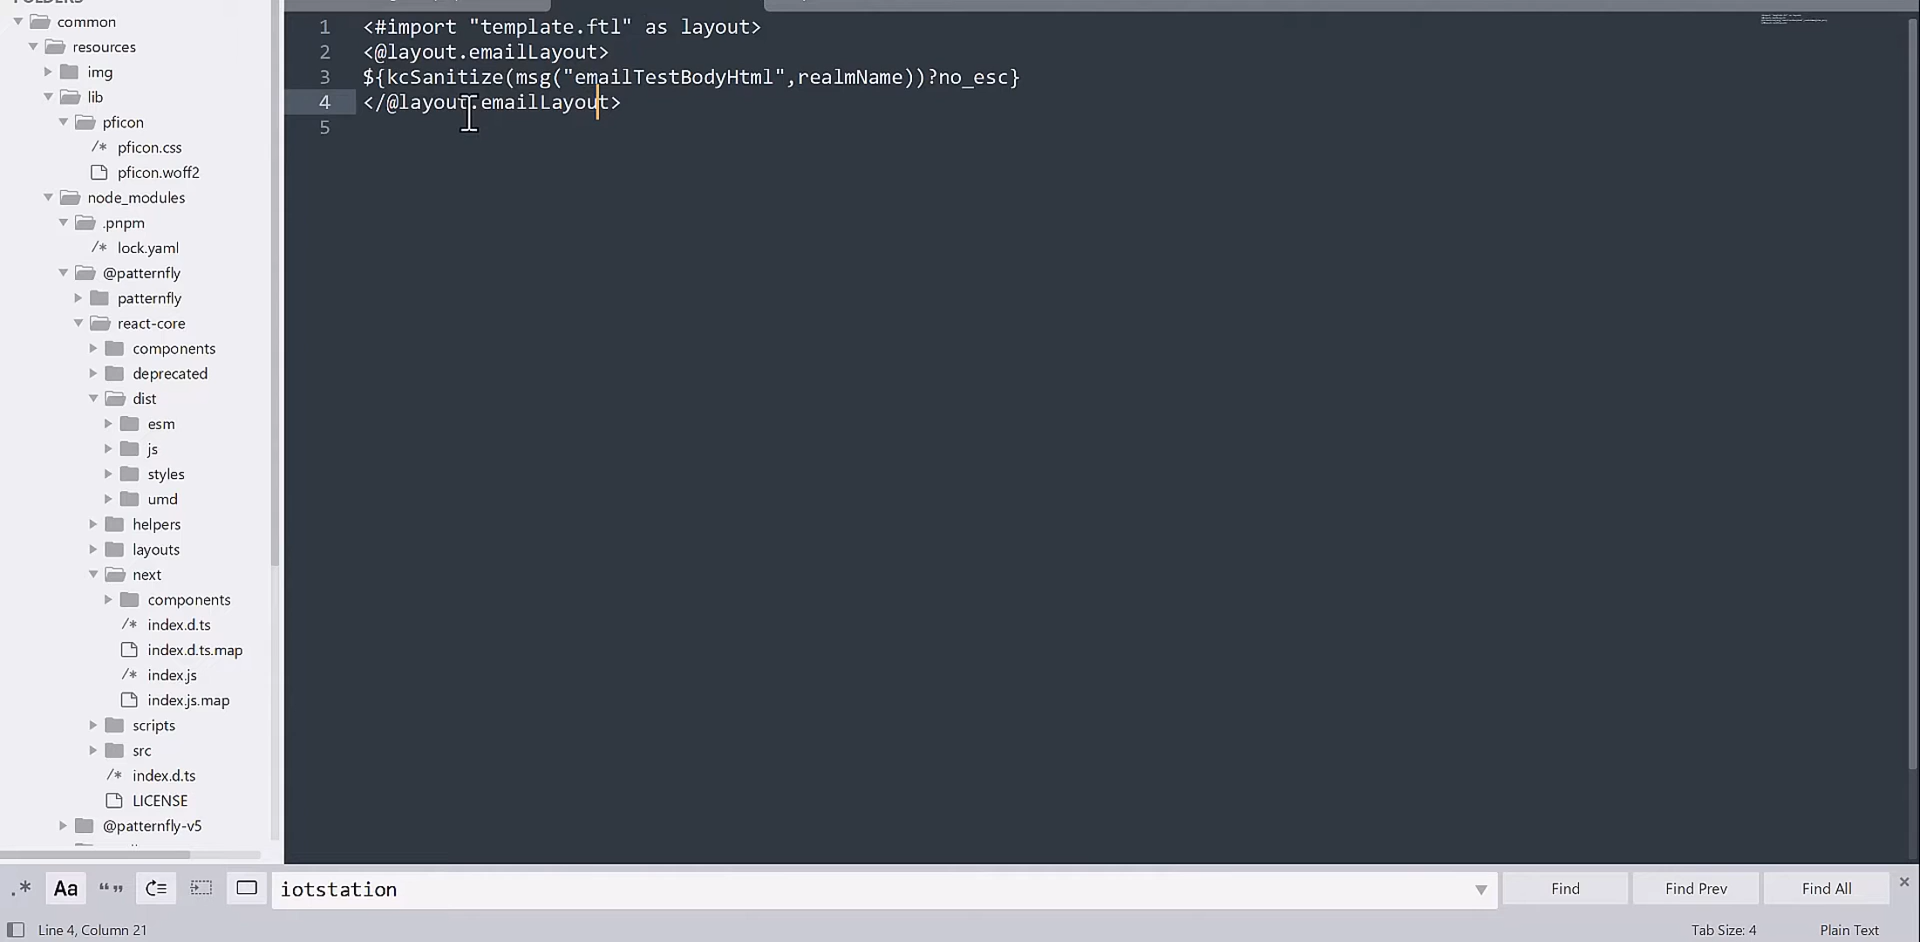 common
resources
img
lib
pficon
/* pficon.css
pficon.woff2
node_modules
.pnpm
/* lock.yaml
@patternfly
patternfly
react-core
components
deprecated
dist
esm
js
styles
umd
helpers
layouts
next
components
/* index.d.ts
index.d.ts.map
/* index.js
index.js.map
scripts
src
/* index.d.ts
LICENSE
@patternfly-v5
1 <#import "template.ftl" as layout>
2 <@layout.emailLayout>
3 ${kcSanitize(msg("emailTestBodyHtml",realmName))?no_esc}
4 </@layout.emailLayout>
5
.* Aa “” iotstation Find Find Prev Find All
Line 4, Column 21 Tab Size: 4 Plain Text